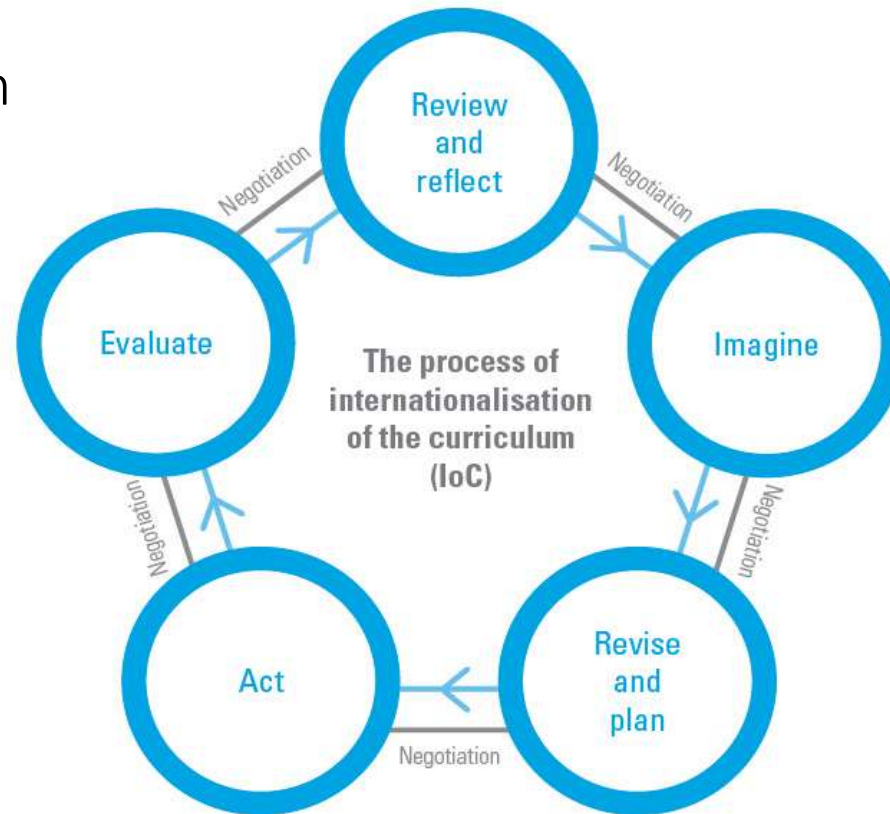 n
Review
and
reflect
Negotiation
Negotiation
Evaluate
Imagine
The process of
internationalisation
of the curriculum
(IoC)
Negotiation
Negotiation
Act
Revise
and
plan
Negotiation